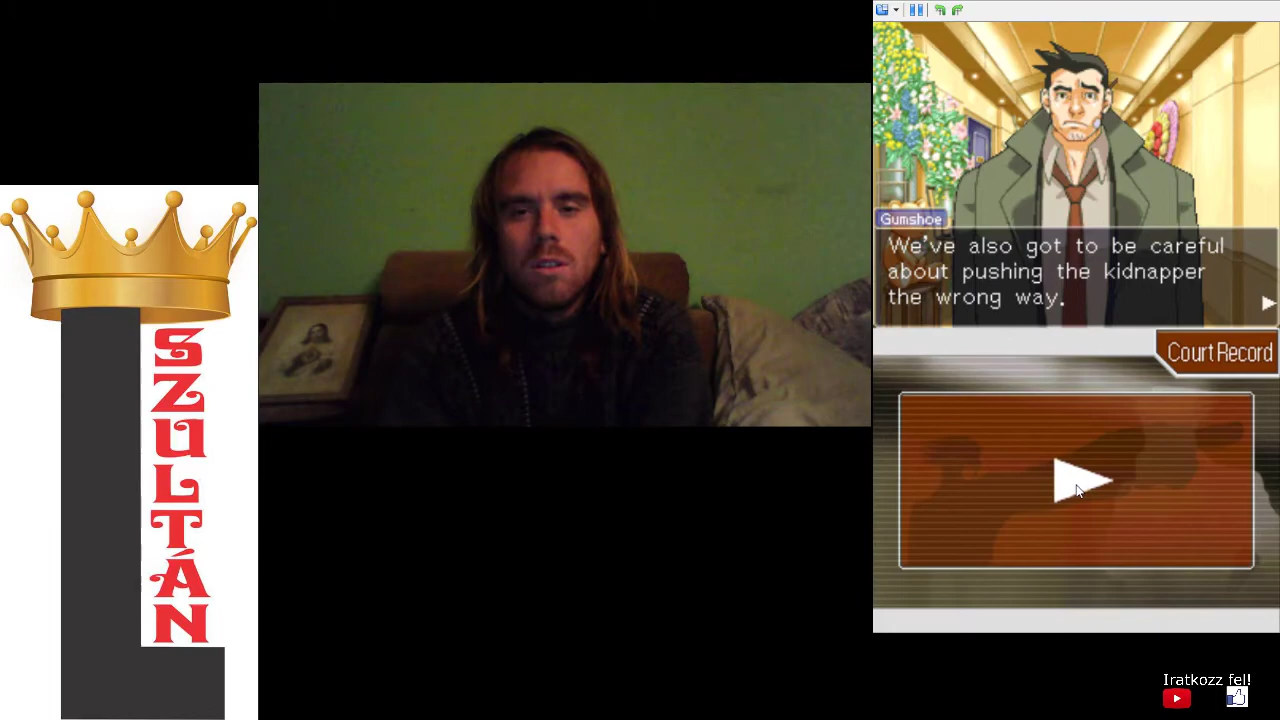 L
SZULTÁN
Gumshoe
We've also got to be careful
about pushing the kidnapper
the wrong way.
Court Record
Iratkozz fel!